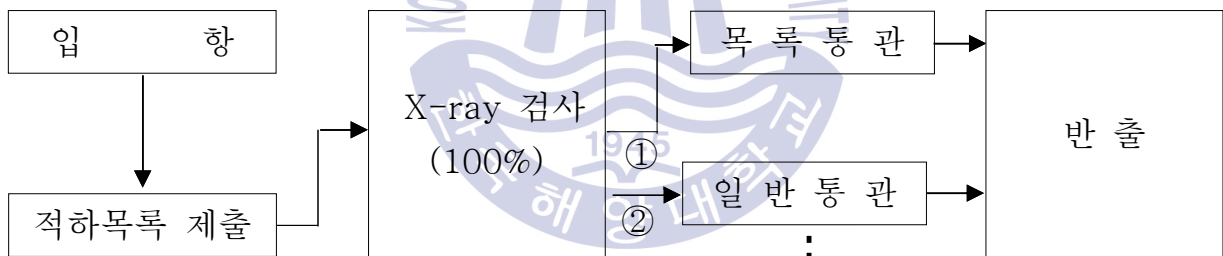 입 항
적하목록 제출
X-ray 검사
(100%)
①
②
목 록 통 관
일 반 통 관
반 출
1945